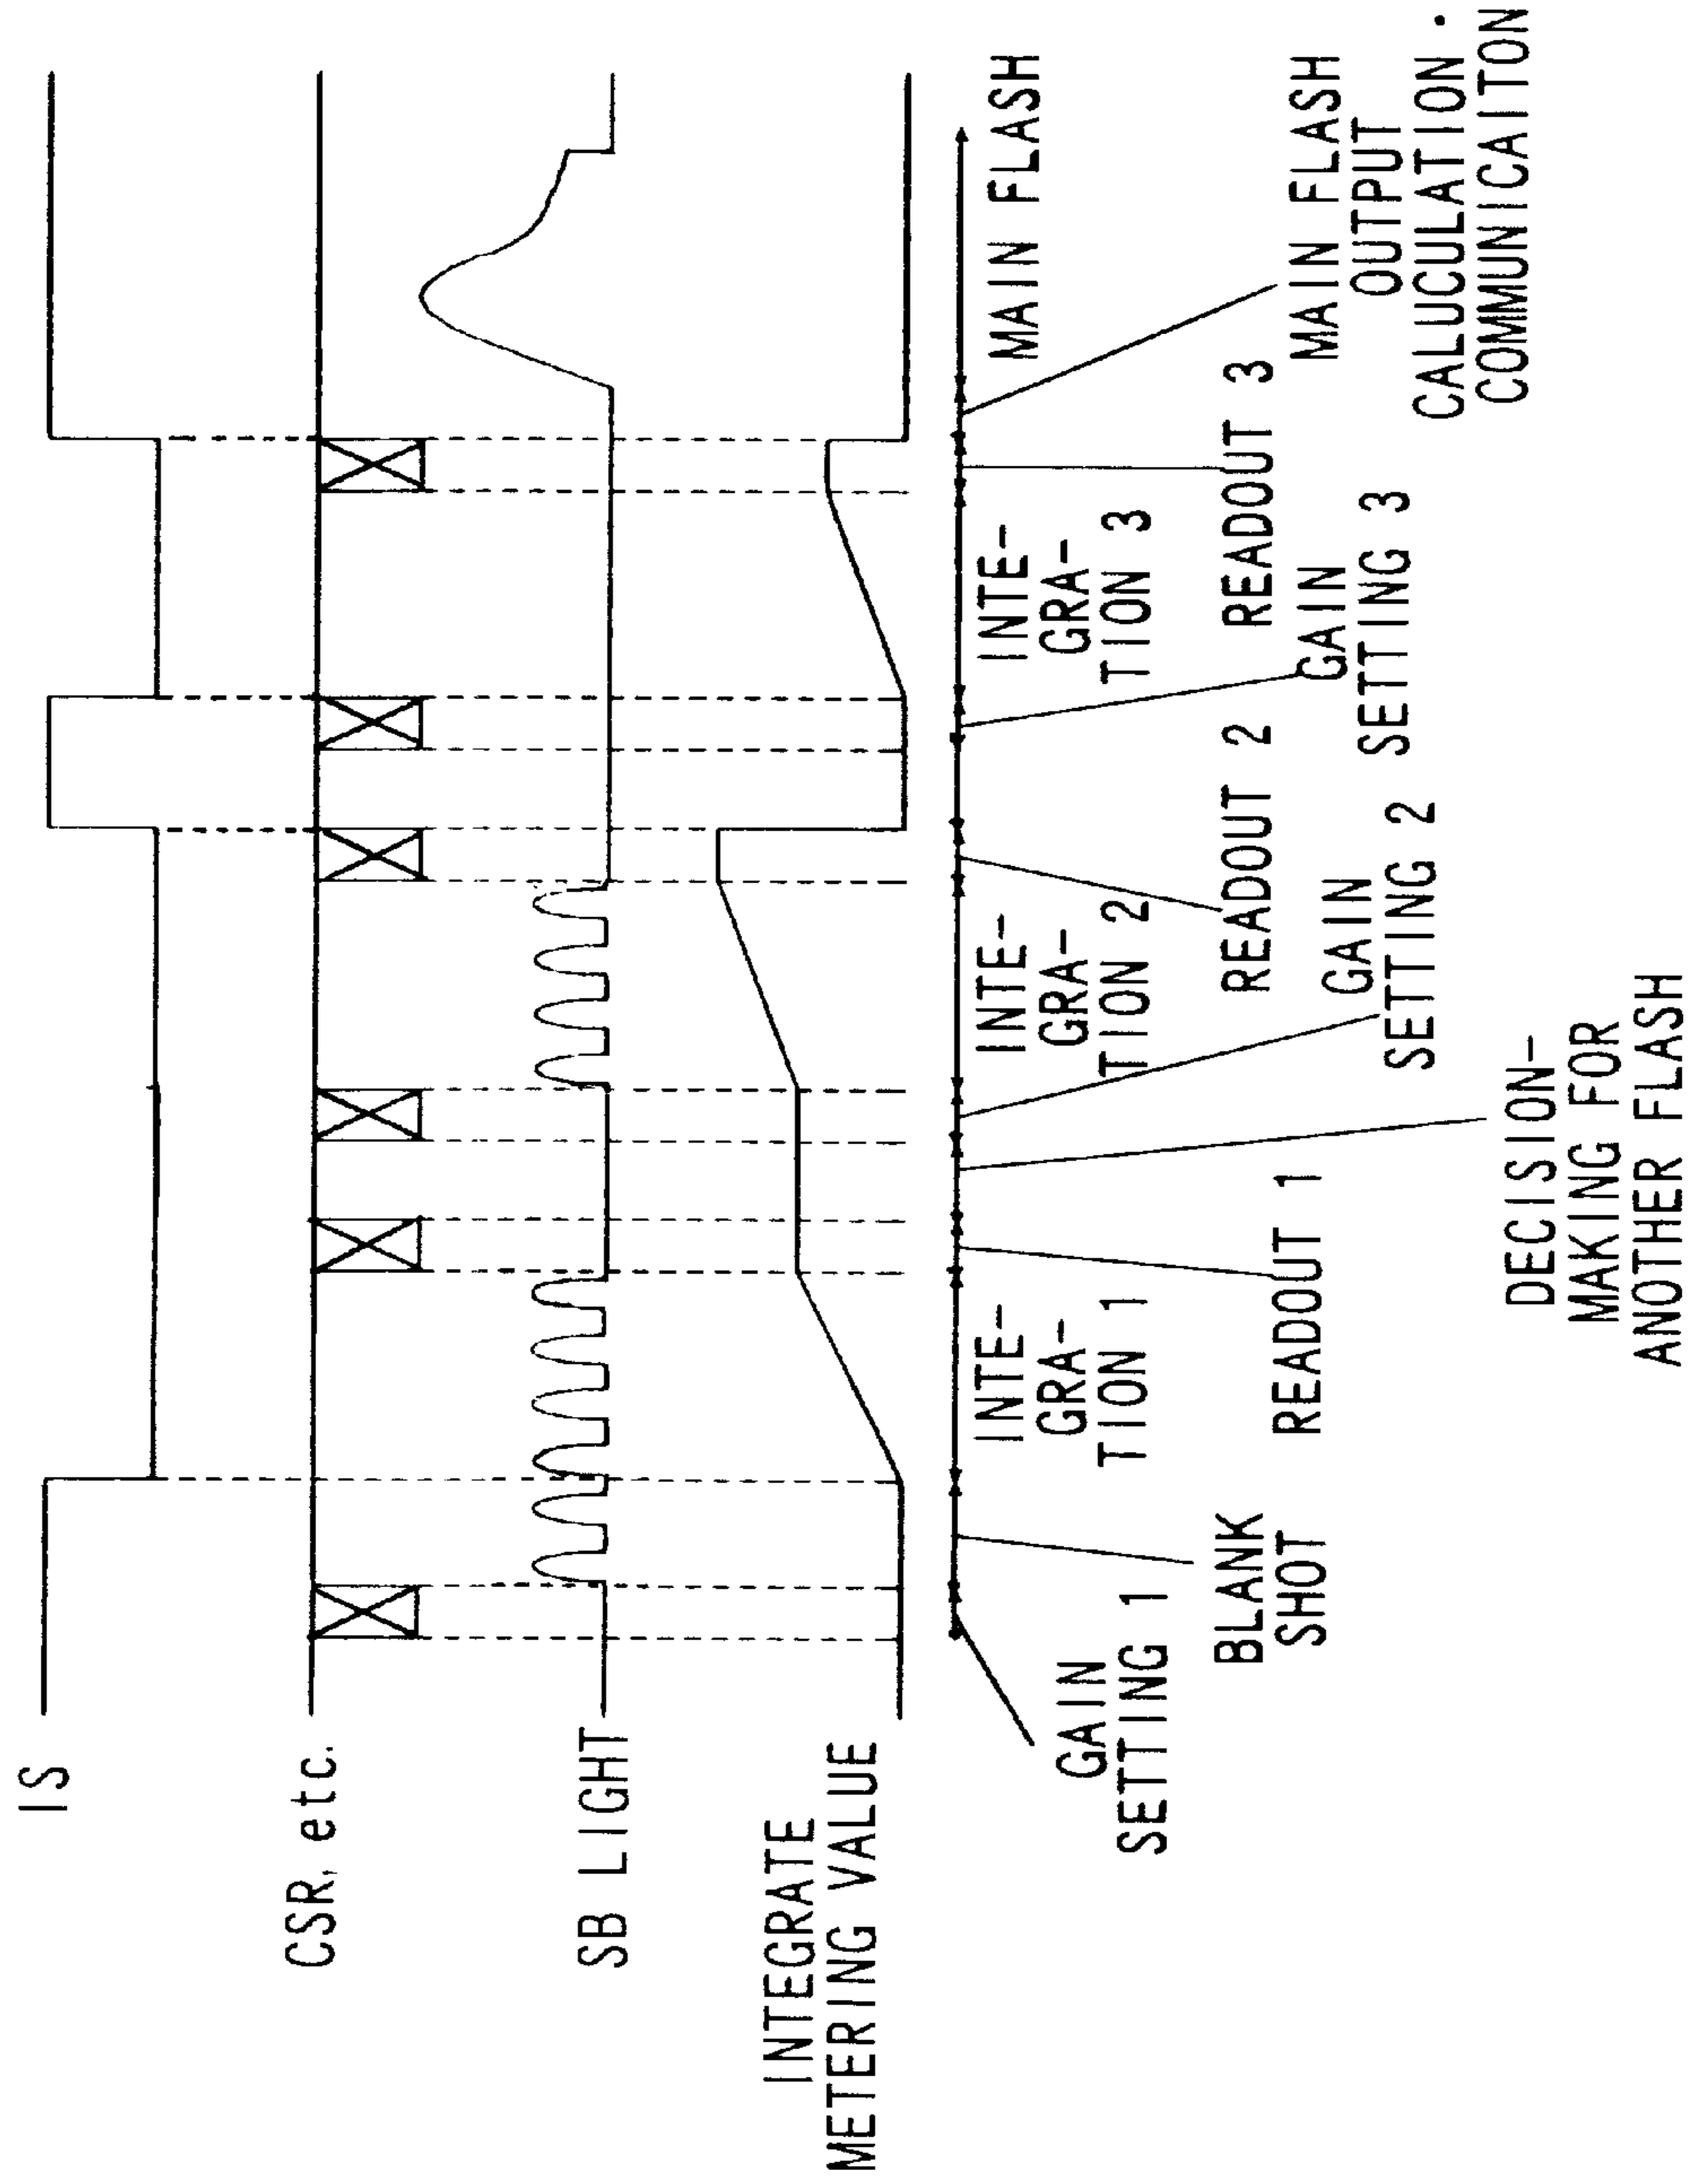 IS
CSR, etc.
SB LIGHT
INTEGRATE
METERING VALUE
GAIN
SETTING 1
BLANK
SHOT
INTE-
GRA-
TION 1
READOUT 1
DECISION-
MAKING FOR
ANOTHER FLASH
GAIN
SETTING 2
INTE-
GRA-
TION 2
READOUT 2
GAIN
SETTING 3
INTE-
GRA-
TION 3
READOUT 3
MAIN FLASH
OUTPUT
CALUCULATION ·
COMMUNICAITON
MAIN FLASH